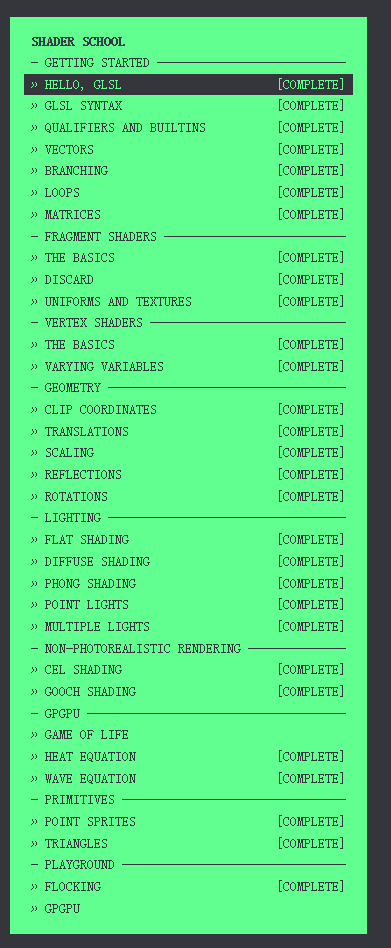 SHADER SCHOOL
— GETTING STARTED
» HELLO, GLSL [COMPLETE]
» GLSL SYNTAX [COMPLETE]
» QUALIFIERS AND BUILTINS [COMPLETE]
» VECTORS [COMPLETE]
» BRANCHING [COMPLETE]
» LOOPS [COMPLETE]
» MATRICES [COMPLETE]
— FRAGMENT SHADERS
» THE BASICS [COMPLETE]
» DISCARD [COMPLETE]
» UNIFORMS AND TEXTURES [COMPLETE]
— VERTEX SHADERS
» THE BASICS [COMPLETE]
» VARYING VARIABLES [COMPLETE]
— GEOMETRY
» CLIP COORDINATES [COMPLETE]
» TRANSLATIONS [COMPLETE]
» SCALING [COMPLETE]
» REFLECTIONS [COMPLETE]
» ROTATIONS [COMPLETE]
— LIGHTING
» FLAT SHADING [COMPLETE]
» DIFFUSE SHADING [COMPLETE]
» PHONG SHADING [COMPLETE]
» POINT LIGHTS [COMPLETE]
» MULTIPLE LIGHTS [COMPLETE]
— NON-PHOTOREALISTIC RENDERING
» CEL SHADING [COMPLETE]
» GOOCH SHADING [COMPLETE]
— GPGPU
» GAME OF LIFE
» HEAT EQUATION [COMPLETE]
» WAVE EQUATION [COMPLETE]
— PRIMITIVES
» POINT SPRITES [COMPLETE]
» TRIANGLES [COMPLETE]
— PLAYGROUND
» FLOCKING [COMPLETE]
» GPGPU